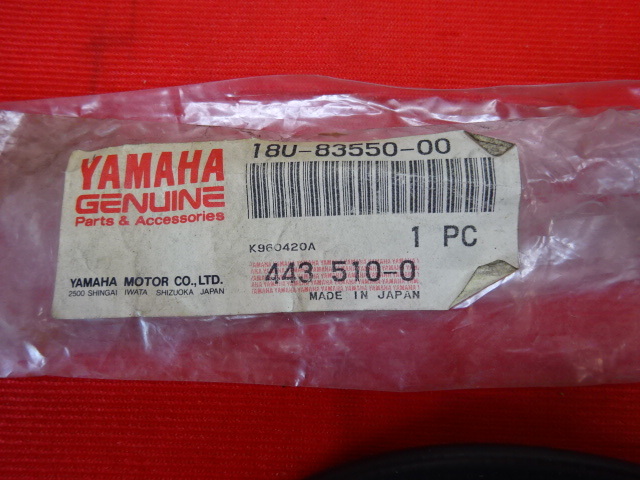 18U-83550-00
YAMAHA
GENUINE
Parts & Accessories
1 PC
K960420A
443 510-0
YAMAHA MOTOR CO., LTD.
2500 SHINGAI IWATA SHIZUOKA JAPAN
MADE IN JAPAN